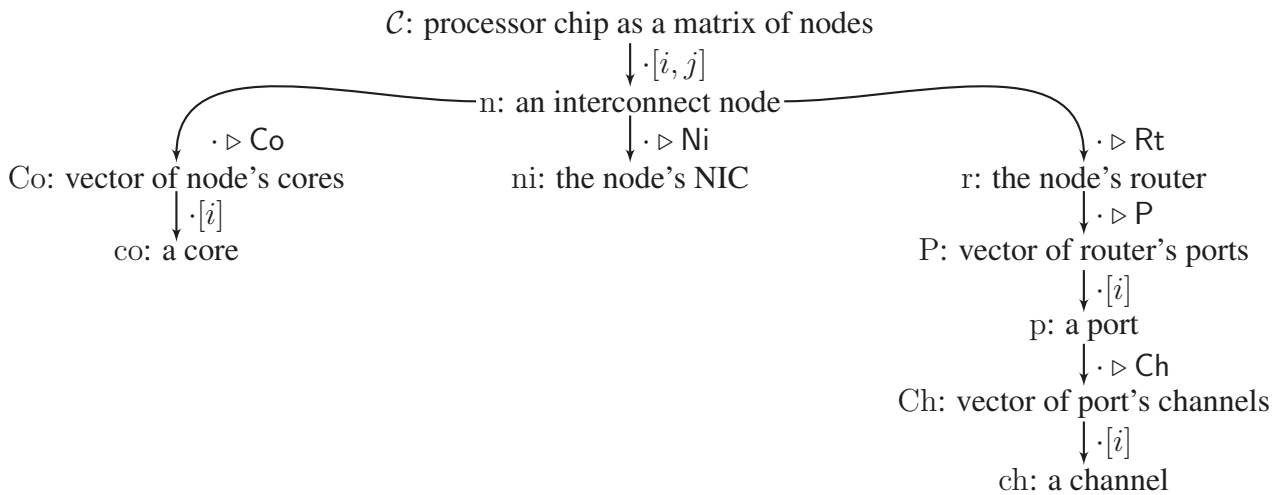 𝒞: processor chip as a matrix of nodes
·[i, j]
n: an interconnect node
· ▷ Co · ▷ Ni · ▷ Rt
Co: vector of node's cores ni: the node's NIC r: the node's router
·[i] · ▷ P
co: a core P: vector of router's ports
·[i]
p: a port
· ▷ Ch
Ch: vector of port's channels
·[i]
ch: a channel